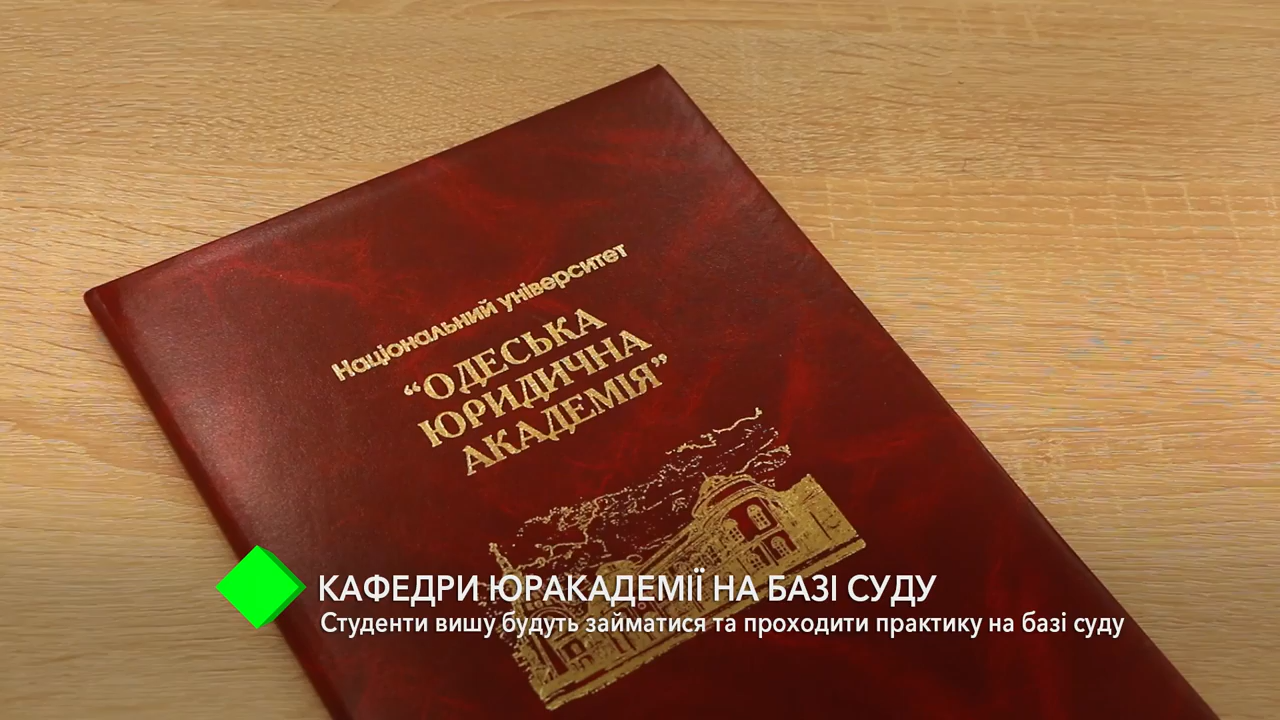 Національний університет
“ОДЕСЬКА
ЮРИДИЧНА
АКАДЕМІЯ”
КАФЕДРИ ЮРАКАДЕМІЇ НА БАЗІ СУДУ
Студенти вишу будуть займатися та проходити практику на базі суду